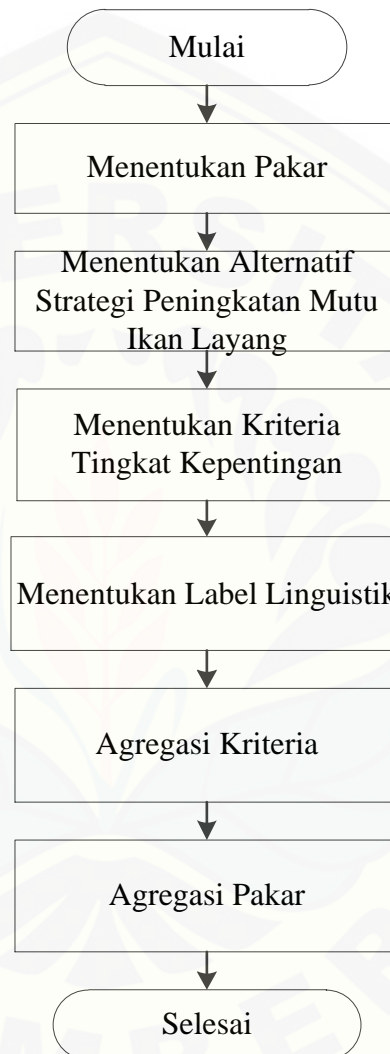 Mulai
Menentukan Pakar
Menentukan Alternatif
Strategi Peningkatan Mutu
Ikan Layang
Menentukan Kriteria
Tingkat Kepentingan
Menentukan Label Linguistik
Agregasi Kriteria
Agregasi Pakar
Selesai